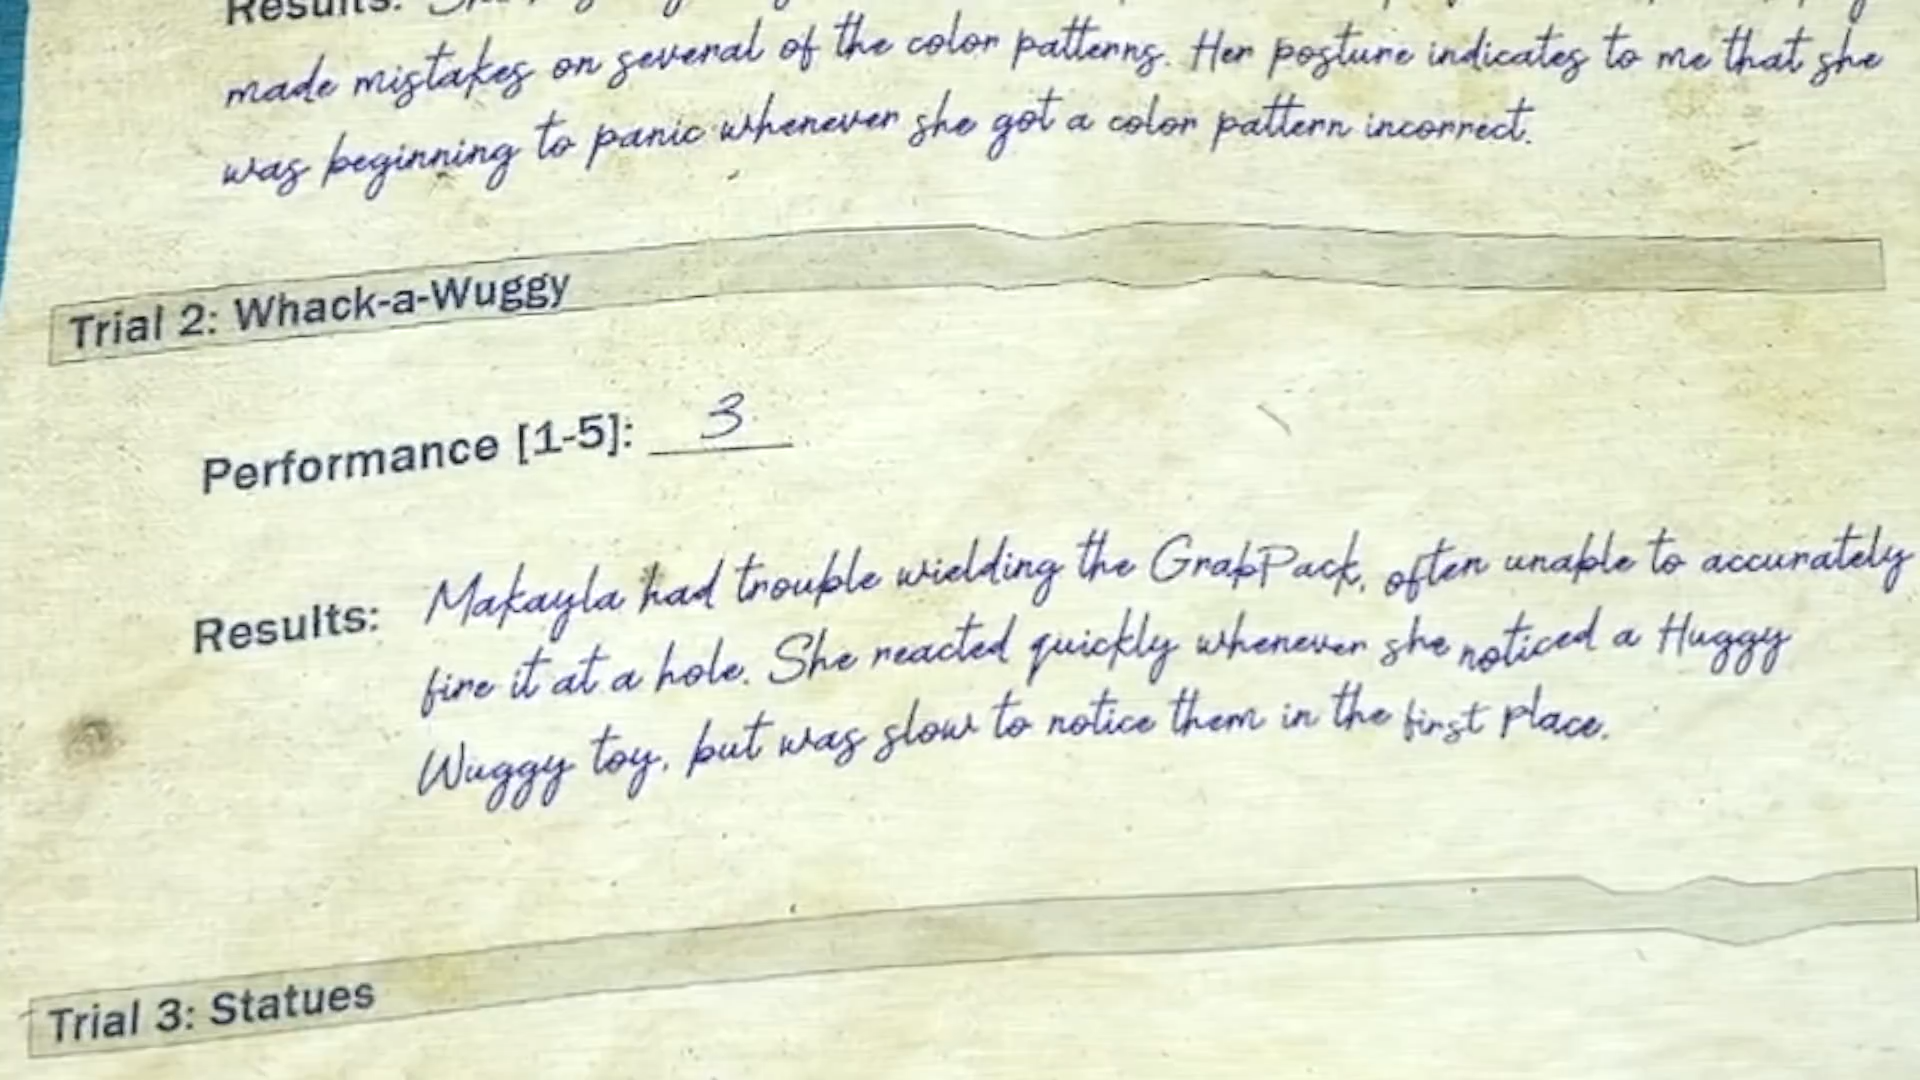 Results: She
made mistakes on several of the color patterns. Her posture indicates to me that she
was beginning to panic whenever she got a color pattern incorrect.
Trial 2: Whack-a-Wuggy
Performance [1-5]: 3
Results: Makayla had trouble wielding the GrabPack, often unable to accurately
fire it at a hole. She reacted quickly whenever she noticed a Huggy
Wuggy toy, but was slow to notice them in the first place.
Trial 3: Statues